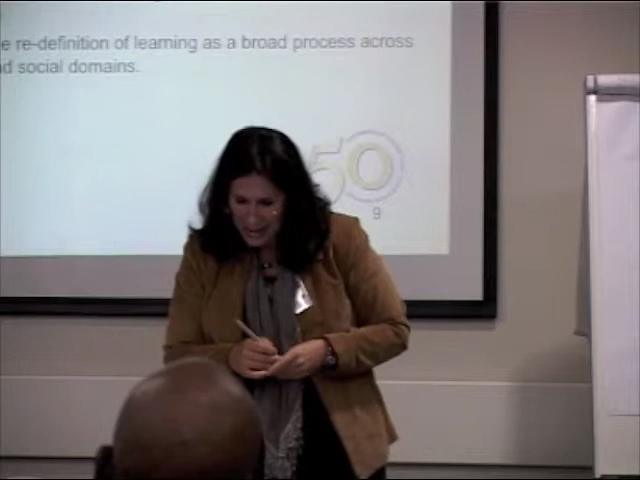 e re-definition of learning as a broad process across
d social domains.
50
9